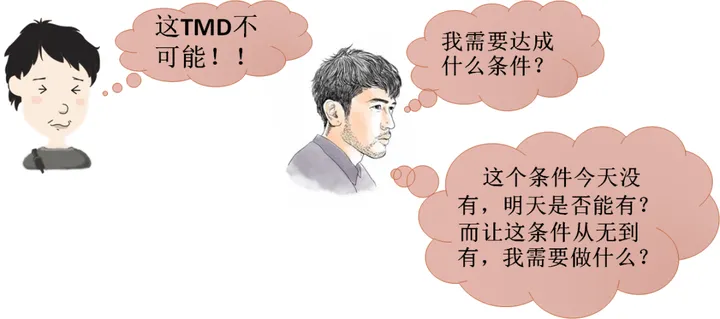 这TMD不
可能！！
我需要达成
什么条件？
这个条件今天没
有，明天是否能有？
而让这条件从无到
有，我需要做什么？